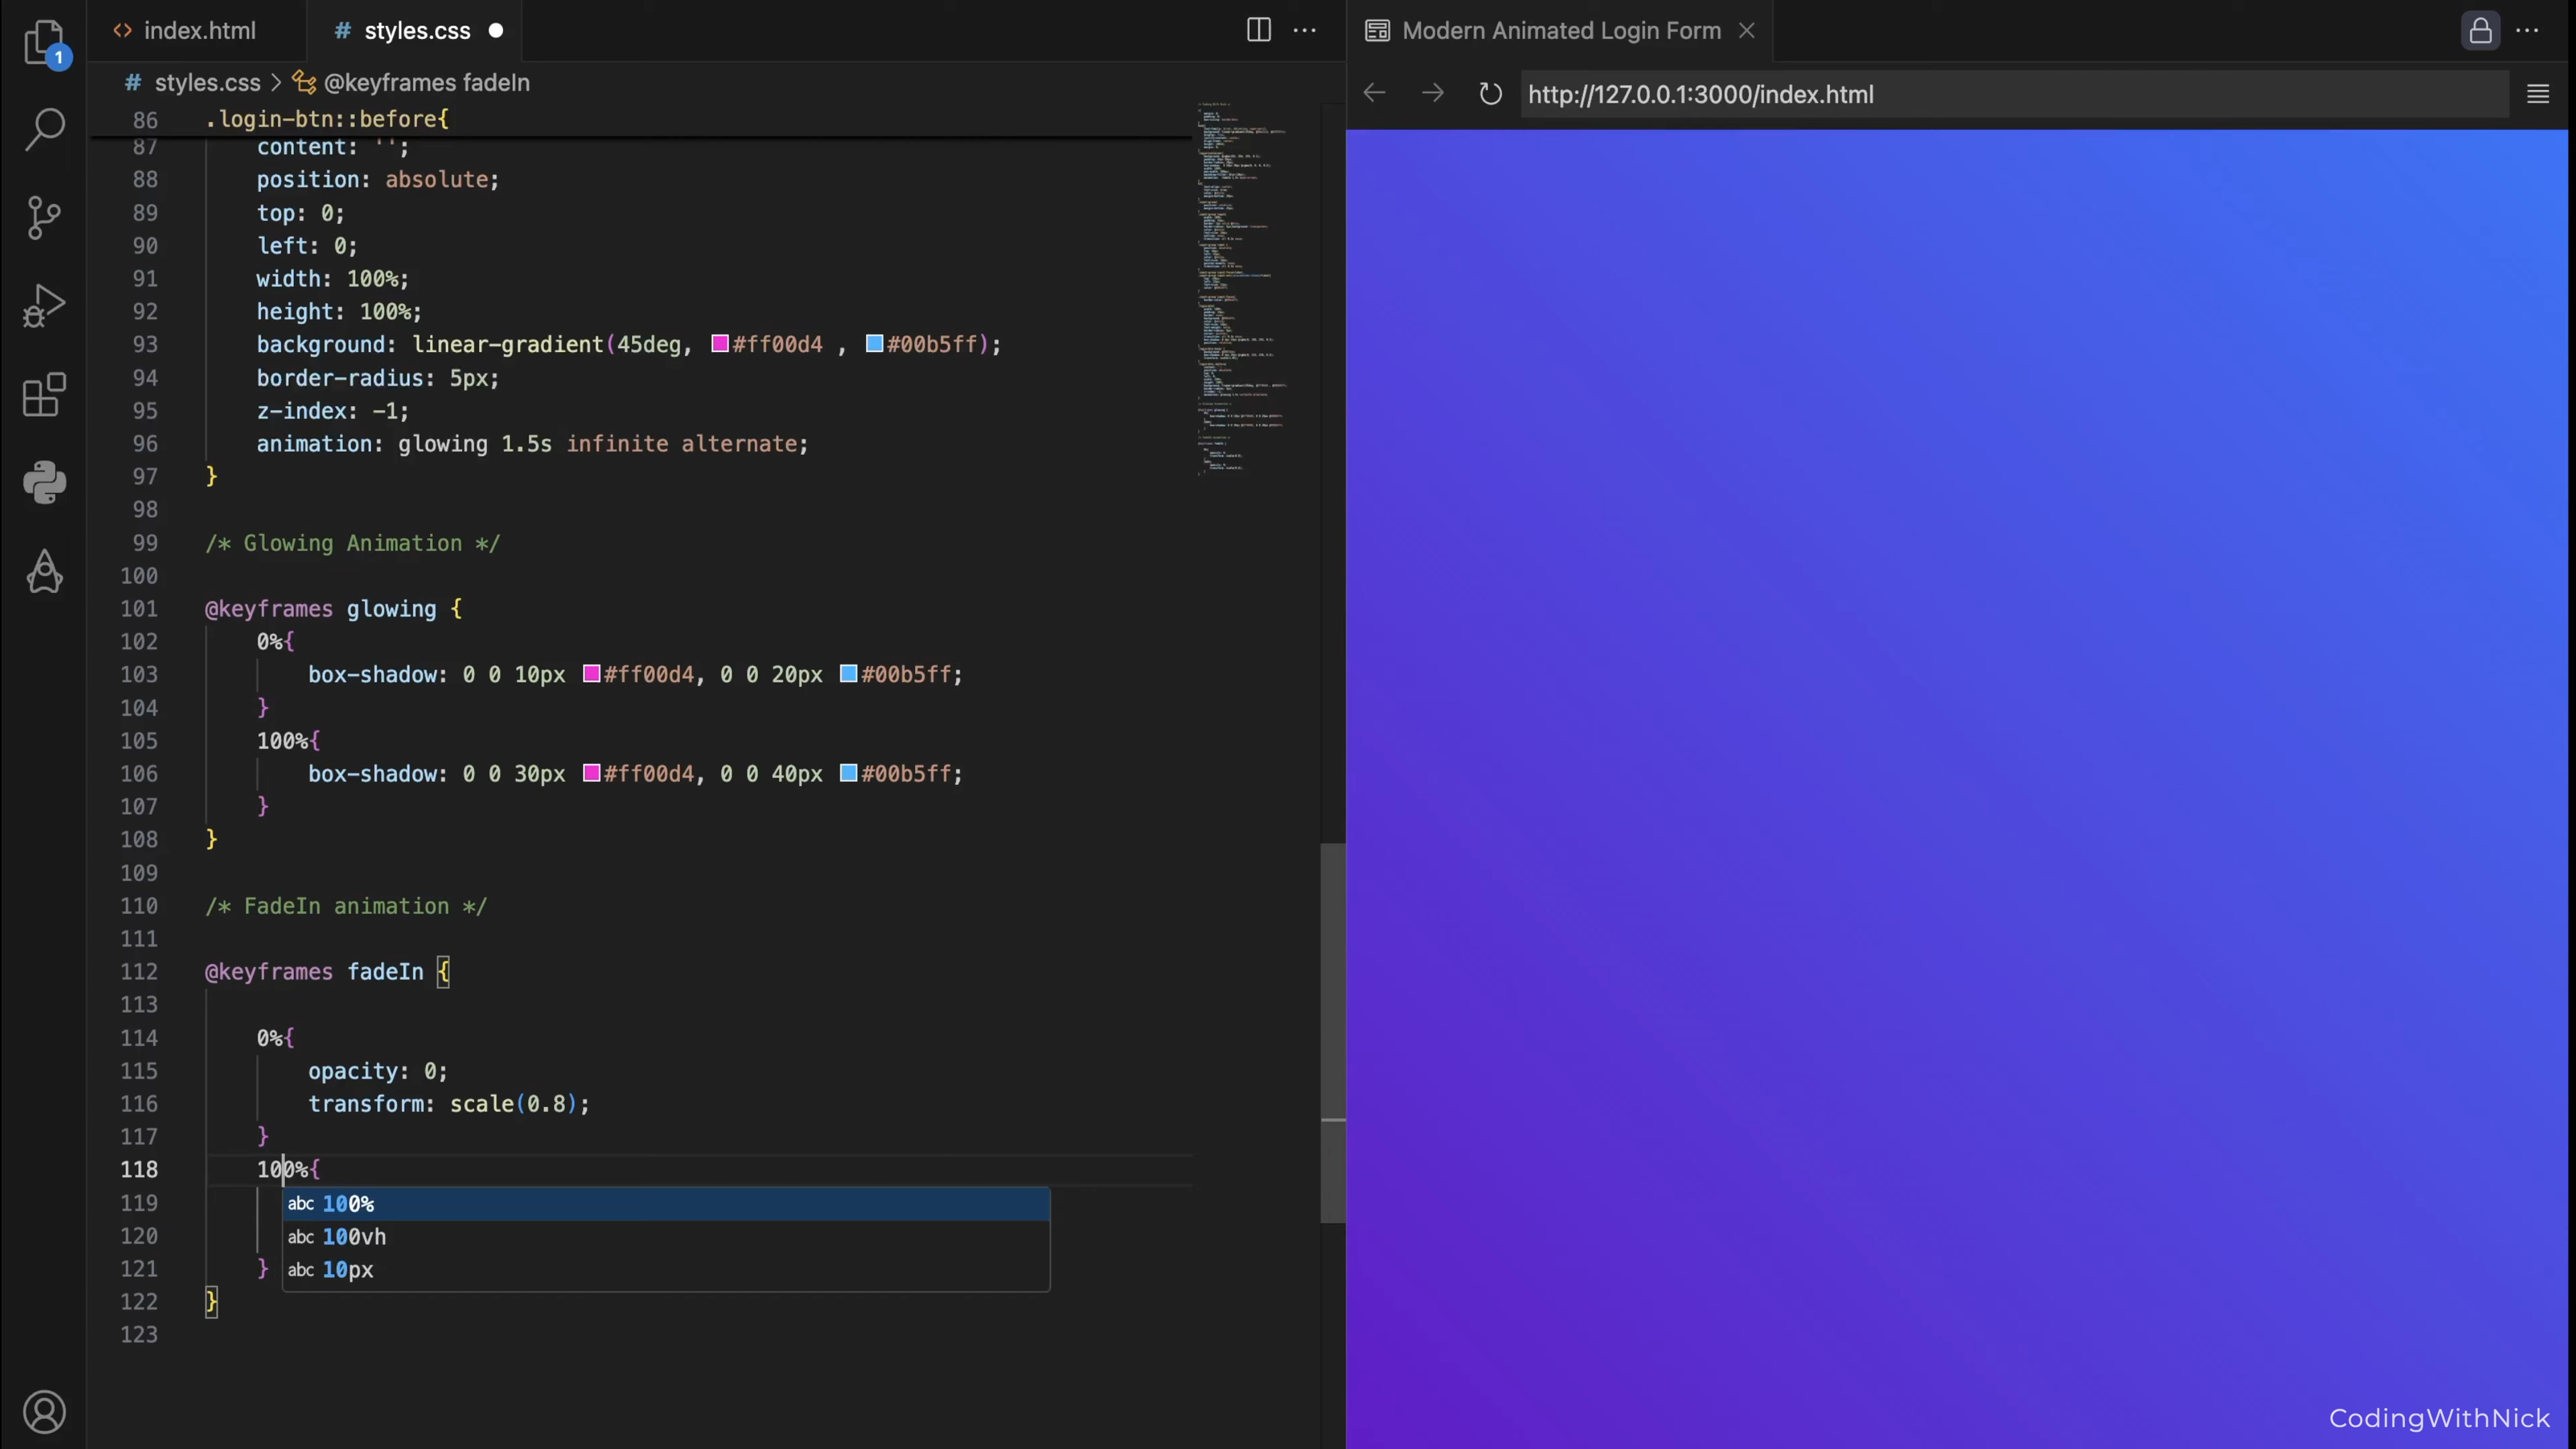 index.html
styles.css
Modern Animated Login Form
1
styles.css > @keyframes fadeIn
http://127.0.0.1:3000/index.html
86 .login-btn::before{
87 content: '';
88 position: absolute;
89 top: 0;
90 left: 0;
91 width: 100%;
92 height: 100%;
93 background: linear-gradient(45deg, #ff00d4 , #00b5ff);
94 border-radius: 5px;
95 z-index: -1;
96 animation: glowing 1.5s infinite alternate;
97 }
98
99 /* Glowing Animation */
100
101 @keyframes glowing {
102 0%{
103 box-shadow: 0 0 10px #ff00d4, 0 0 20px #00b5ff;
104 }
105 100%{
106 box-shadow: 0 0 30px #ff00d4, 0 0 40px #00b5ff;
107 }
108 }
109
110 /* FadeIn animation */
111
112 @keyframes fadeIn {
113
114 0%{
115 opacity: 0;
116 transform: scale(0.8);
117 }
118 100%{
119 abc 100%
120 abc 100vh
121 } abc 10px
122 }
123
CodingWithNick